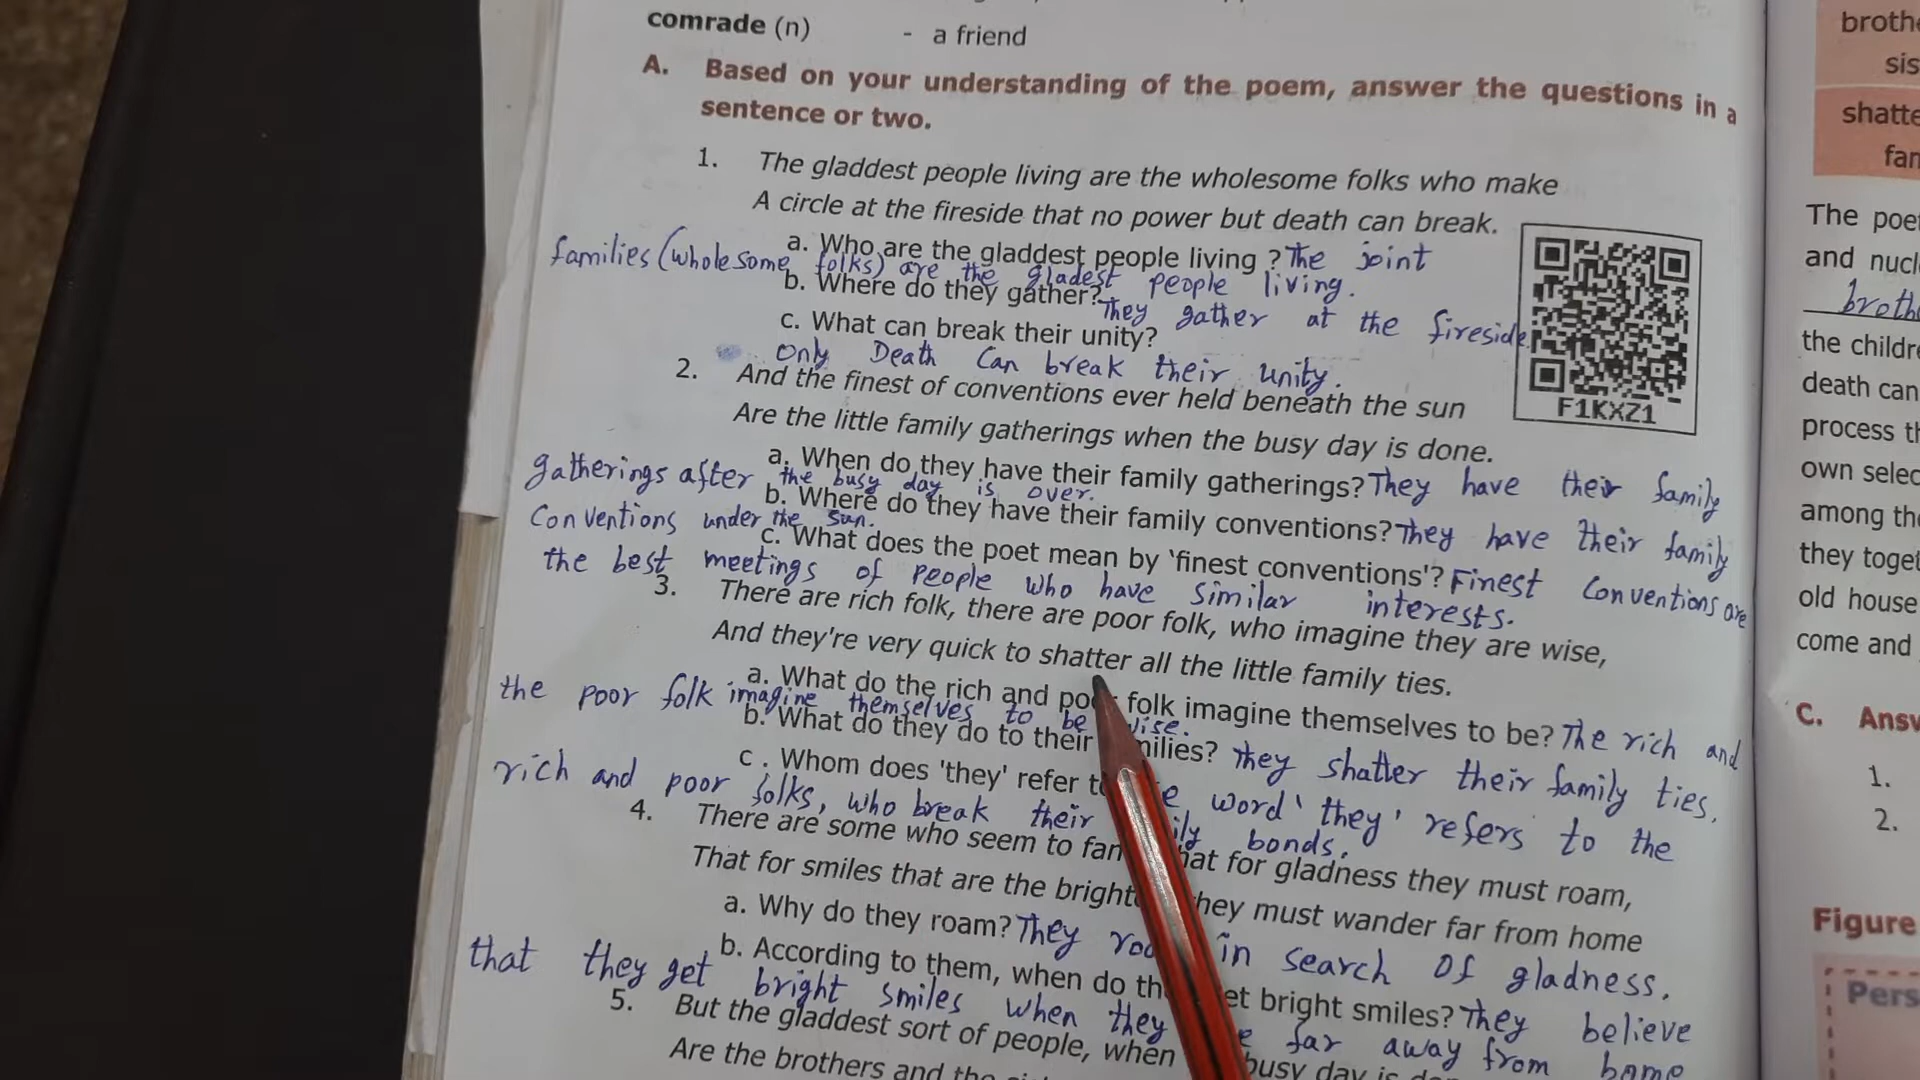 comrade (n) - a friend
A. Based on your understanding of the poem, answer the questions in a
sentence or two.
1. The gladdest people living are the wholesome folks who make
A circle at the fireside that no power but death can break.
a. Who are the gladdest people living ? The joint
families (wholesome folks) are the gladest people living.
b. Where do they gather? They gather at the fireside
c. What can break their unity?
Only Death Can break their unity.
F1KXZ1
2. And the finest of conventions ever held beneath the sun
Are the little family gatherings when the busy day is done.
a. When do they have their family gatherings? They have their family
gatherings after the busy day is over.
b. Where do they have their family conventions? They have their family
Conventions under the sun.
c. What does the poet mean by 'finest conventions'? Finest Conventions are
the best meetings of people who have similar interests.
3. There are rich folk, there are poor folk, who imagine they are wise,
And they're very quick to shatter all the little family ties.
a. What do the rich and poor folk imagine themselves to be? The rich and
the poor folk imagine themselves to be wise.
b. What do they do to their families? They shatter their family ties.
c. Whom does 'they' refer word 'they' refers to the
rich and poor folks, who break their bonds.
4. There are some who seem to that for gladness they must roam,
That for smiles that are the they must wander far from home
a. Why do they roam? They in search of gladness.
b. According to them, when do get bright smiles? They believe
that they get bright smiles when they far away from home
5. But the gladdest sort of people, when busy day is
Are the brothers and the
brothe
sis
shatte
fan
The poet
and nucle
broth
the childre
death can
process th
own selec
among the
they toget
old house
come and
C. Answ
1.
2.
Figure
Pers